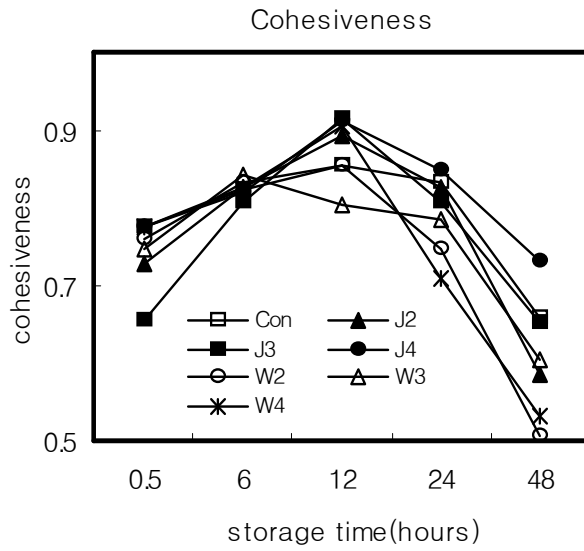 Cohesiveness
0.9
0.7
0.5
cohesiveness
Con J2
J3 J4
W2 W3
W4
0.5 6 12 24 48
storage time(hours)